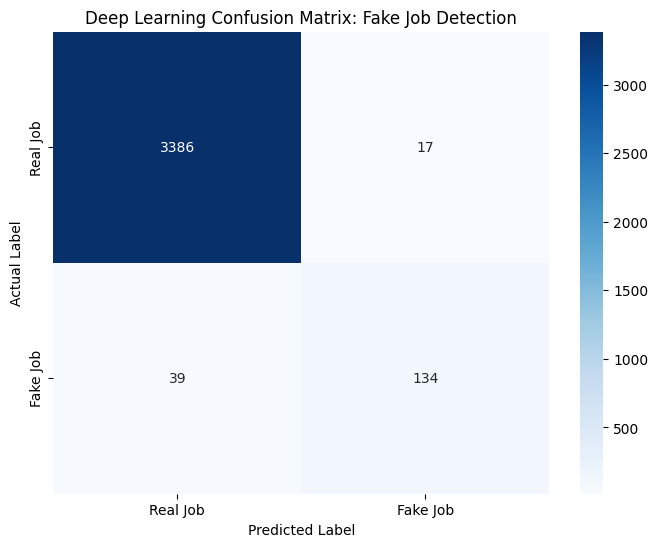 Deep Learning Confusion Matrix: Fake Job Detection
Real Job
3386
17
Fake Job
39
134
Actual Label
Real Job
Fake Job
Predicted Label
3000
2500
2000
1500
1000
500